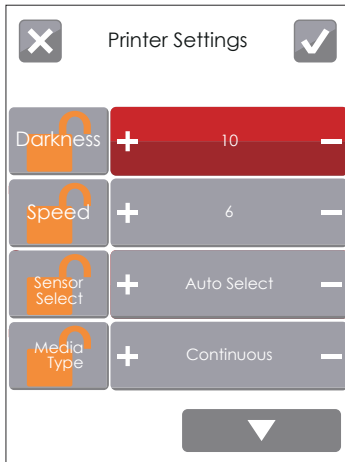 Printer Settings
Darkness
+ 10 −
Speed
+ 6 −
Sensor
Select
+ Auto Select −
Media
Type
+ Continuous −